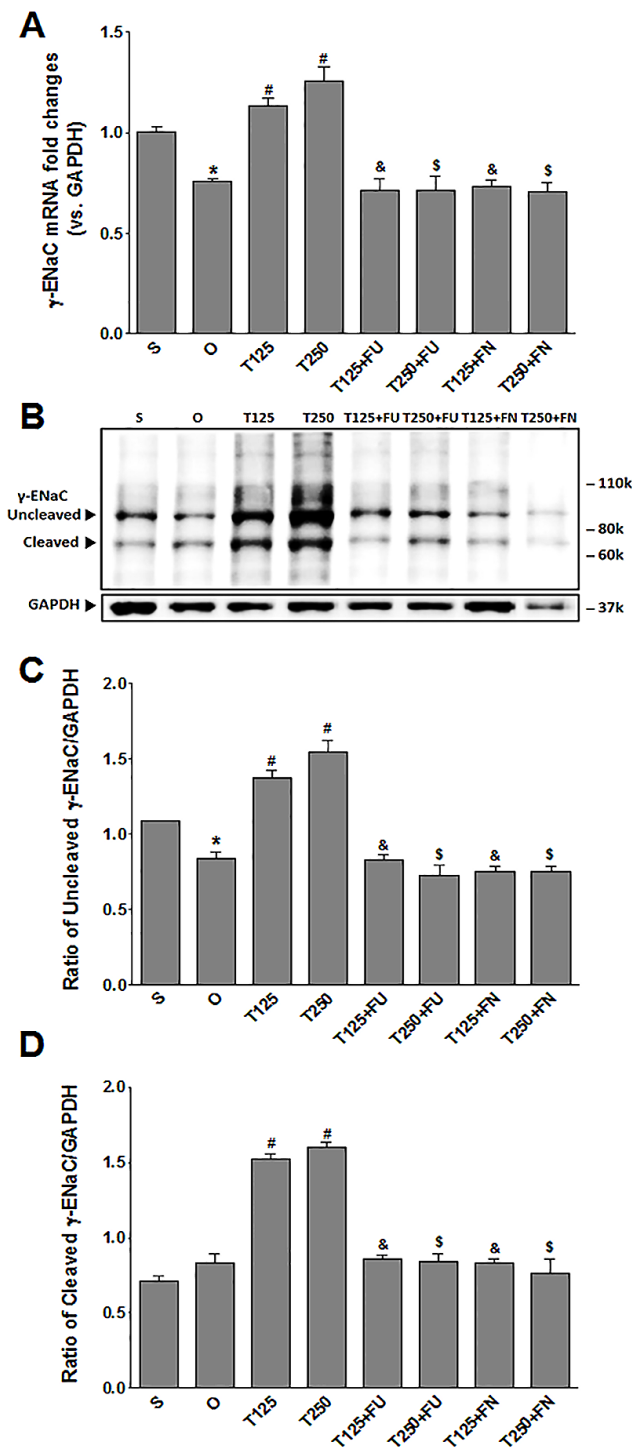 A
γ-ENaC mRNA fold changes
(vs. GAPDH)
1.5
1.0
0.5
0.0
*
#
#
&
$
&
$
S
O
T125
T250
T125+FU
T250+FU
T125+FN
T250+FN
B
S O T125 T250 T125+FU T250+FU T125+FN T250+FN
γ-ENaC
Uncleaved
Cleaved
GAPDH
110k
80k
60k
37k
C
Ratio of Uncleaved γ-ENaC/GAPDH
2.0
1.5
1.0
0.5
0.0
*
#
#
&
$
&
$
S
O
T125
T250
T125+FU
T250+FU
T125+FN
T250+FN
D
Ratio of Cleaved γ-ENaC/GAPDH
2.0
1.5
1.0
0.5
0.0
#
#
&
$
&
$
S
O
T125
T250
T125+FU
T250+FU
T125+FN
T250+FN